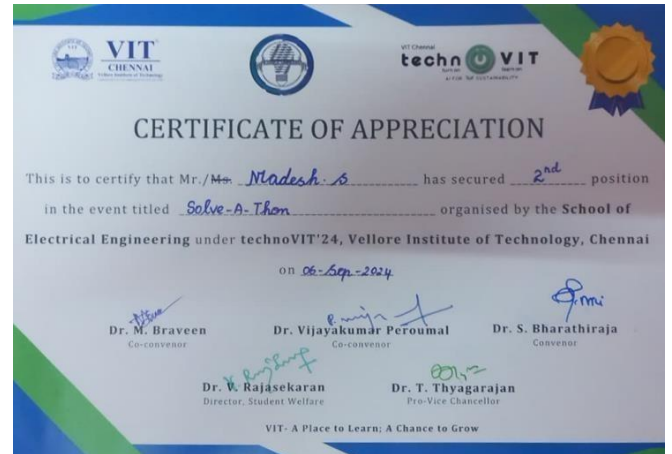 VIT
CHENNAI
Vellore Institute of Technology
VIT Chennai
techno VIT
AI FOR SUSTAINABILITY
CERTIFICATE OF APPRECIATION
This is to certify that Mr./Ms. Madesh. S has secured 2nd position
in the event titled Solve-A-Thon organised by the School of
Electrical Engineering under technoVIT'24, Vellore Institute of Technology, Chennai
on 06-Sep-2024
Dr. M. Braveen
Co-convenor
Dr. Vijayakumar Peroumal
Co-convenor
Dr. S. Bharathiraja
Convenor
Dr. V. Rajasekaran
Director, Student Welfare
Dr. T. Thyagarajan
Pro-Vice Chancellor
VIT- A Place to Learn; A Chance to Grow